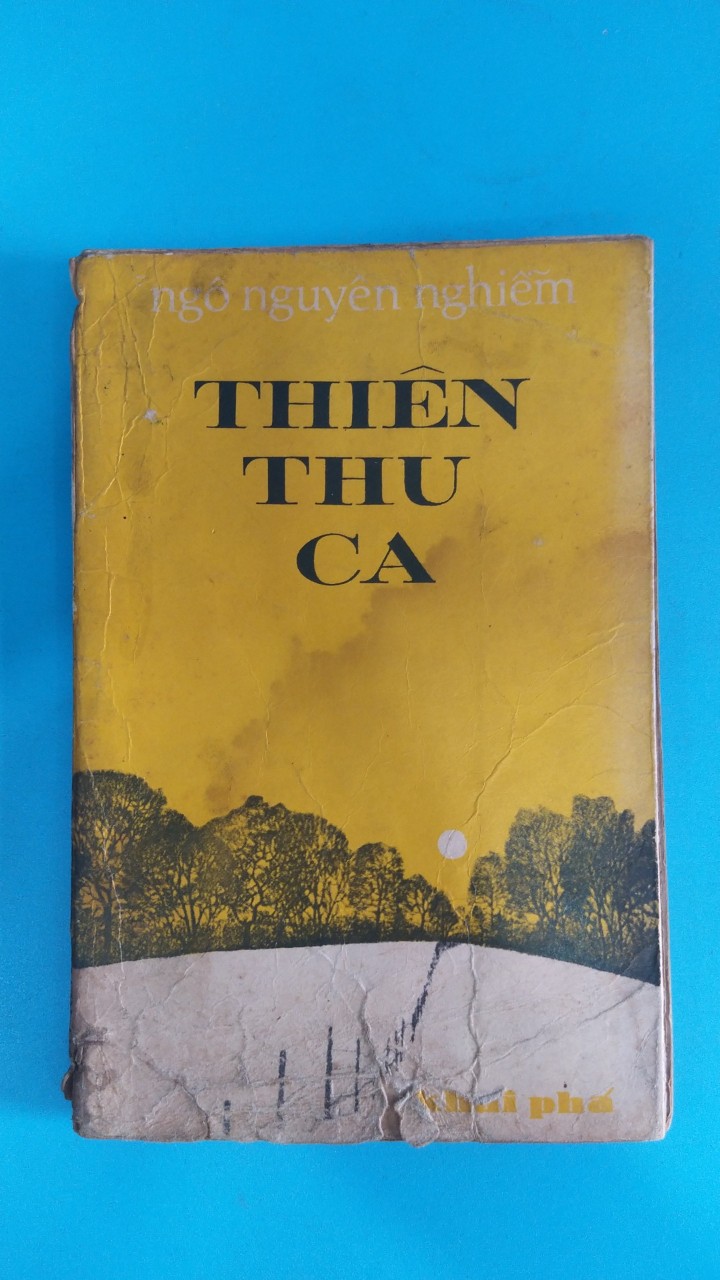 ngô nguyên nghiễm
THIÊN
THU
CA
khai phá